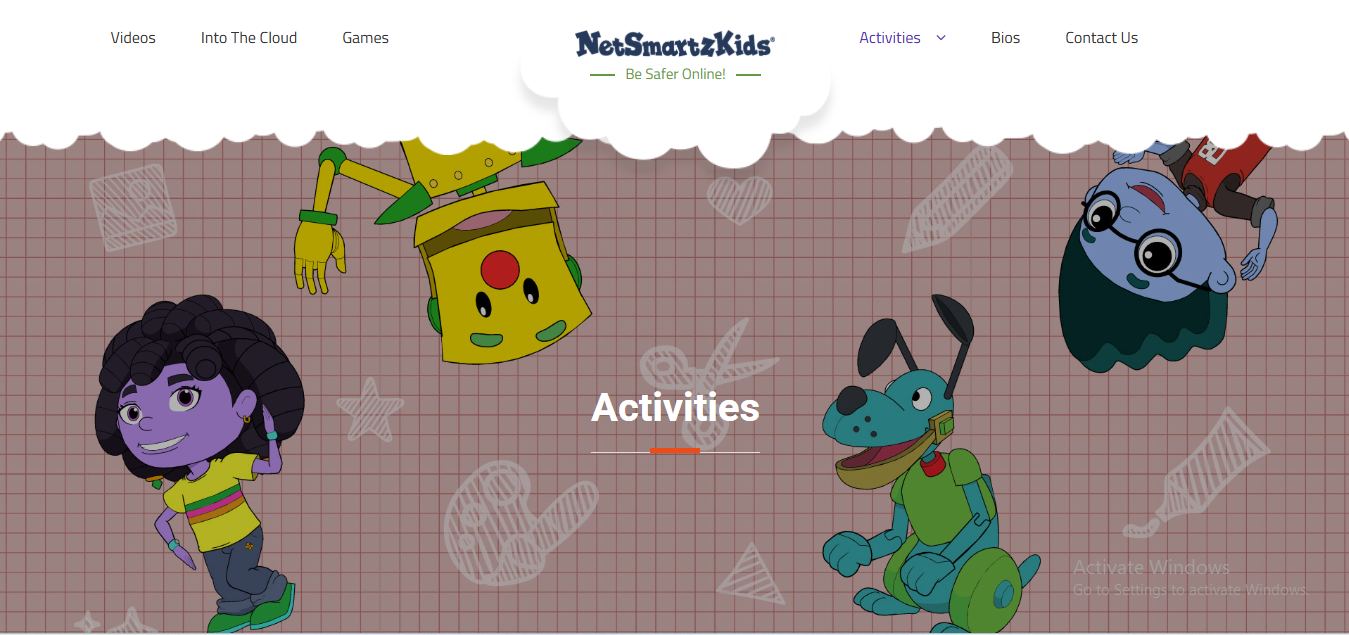 Videos
Into The Cloud
Games
NetSmartzKids®
Be Safer Online!
Activities
Bios
Contact Us
Activities
Activate Windows
Go to Settings to activate Windows.